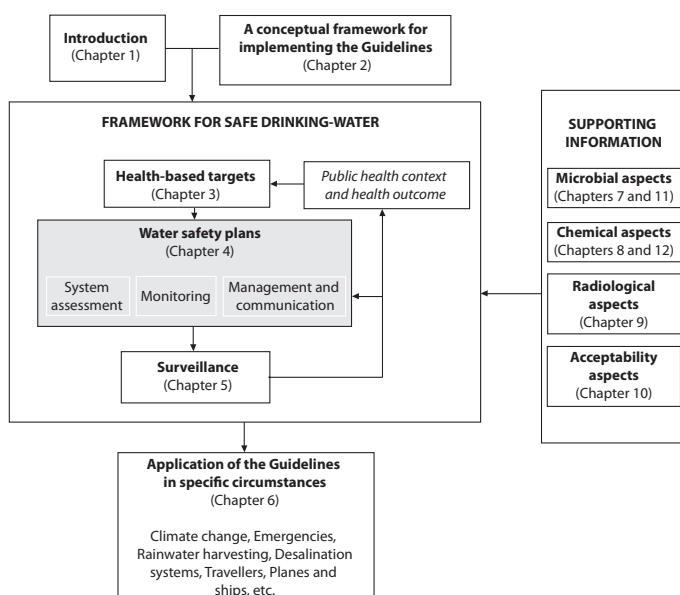 Introduction
(Chapter 1)
A conceptual framework for
implementing the Guidelines
(Chapter 2)
FRAMEWORK FOR SAFE DRINKING-WATER
Health-based targets
(Chapter 3)
Public health context
and health outcome
Water safety plans
(Chapter 4)
System
assessment
Monitoring
Management and
communication
Surveillance
(Chapter 5)
SUPPORTING
INFORMATION
Microbial aspects
(Chapters 7 and 11)
Chemical aspects
(Chapters 8 and 12)
Radiological
aspects
(Chapter 9)
Acceptability
aspects
(Chapter 10)
Application of the Guidelines
in specific circumstances
(Chapter 6)
Climate change, Emergencies,
Rainwater harvesting, Desalination
systems, Travellers, Planes and
ships, etc.